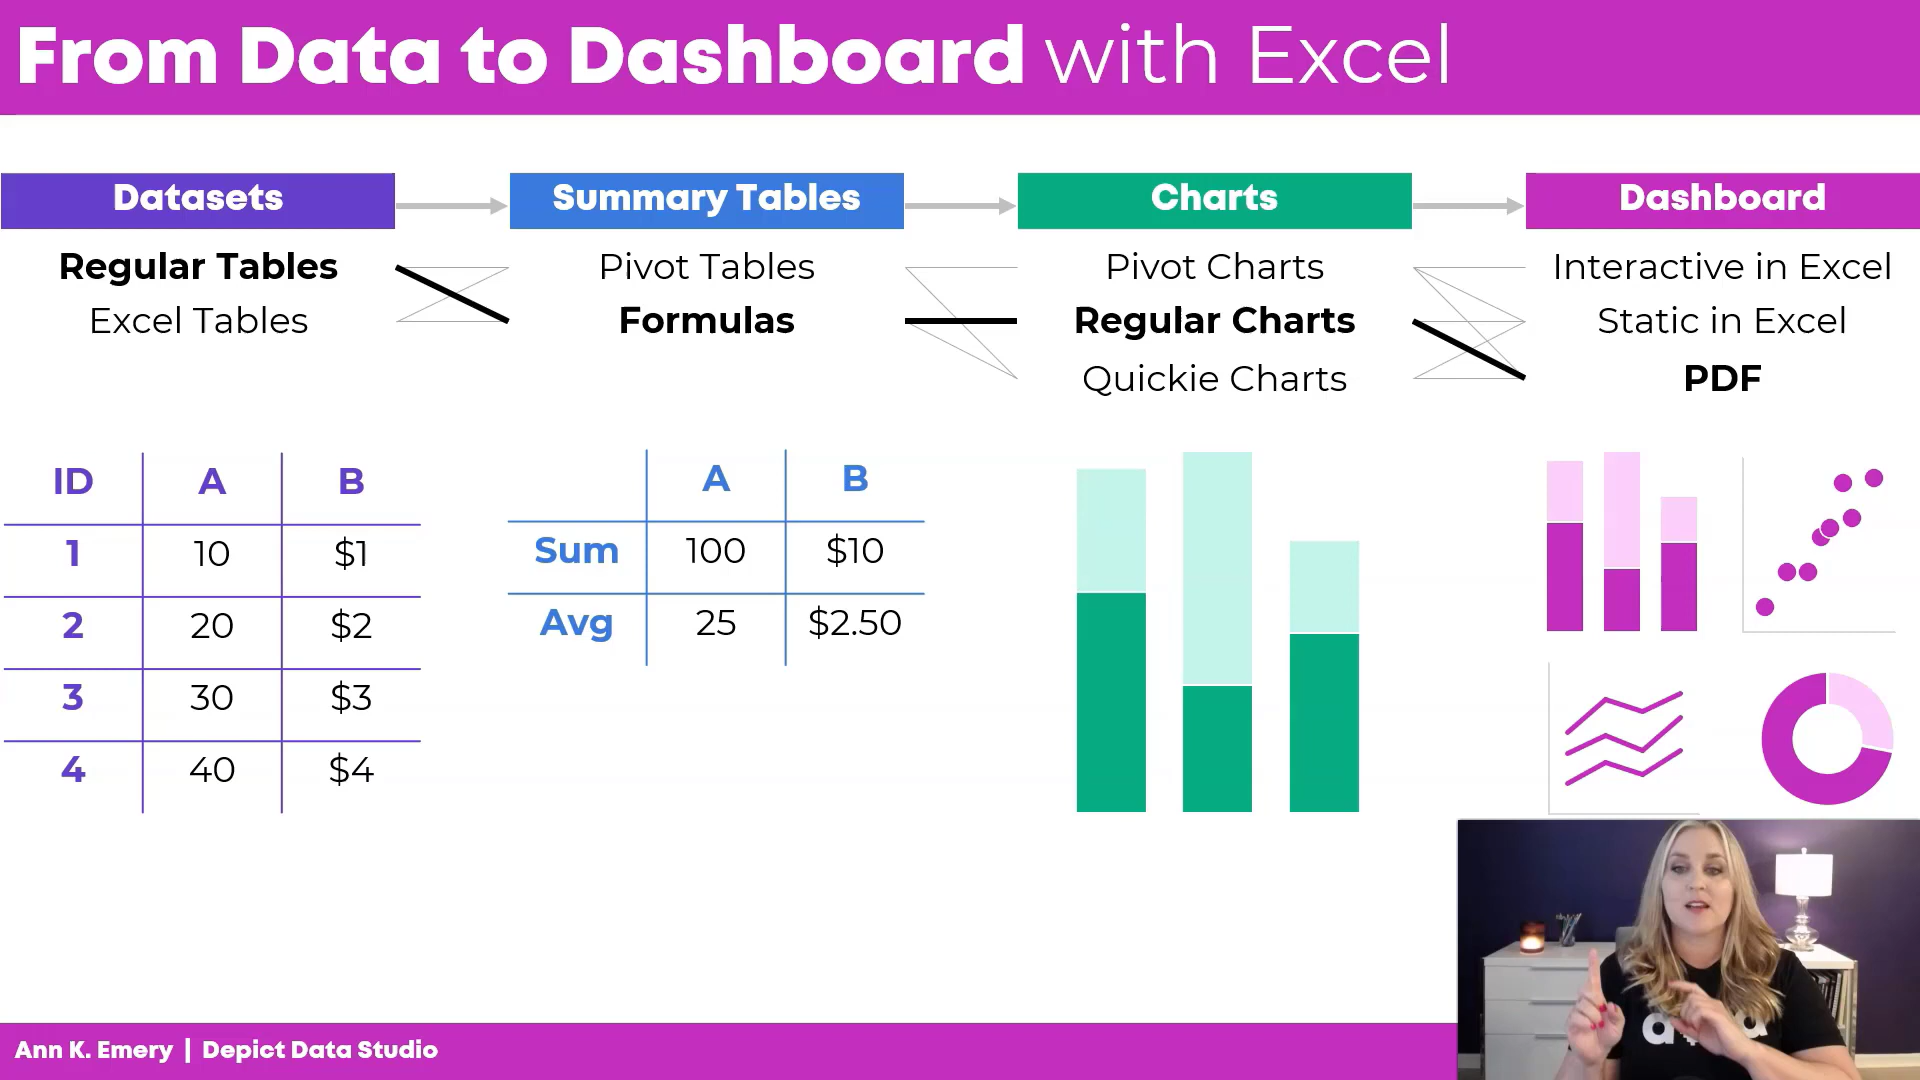 From Data to Dashboard with Excel
Datasets
Summary Tables
Charts
Dashboard
Regular Tables
Pivot Tables
Pivot Charts
Interactive in Excel
Excel Tables
Formulas
Regular Charts
Static in Excel
Quickie Charts
PDF
ID A B
1 10 $1
2 20 $2
3 30 $3
4 40 $4
A B
Sum 100 $10
Avg 25 $2.50
Ann K. Emery | Depict Data Studio